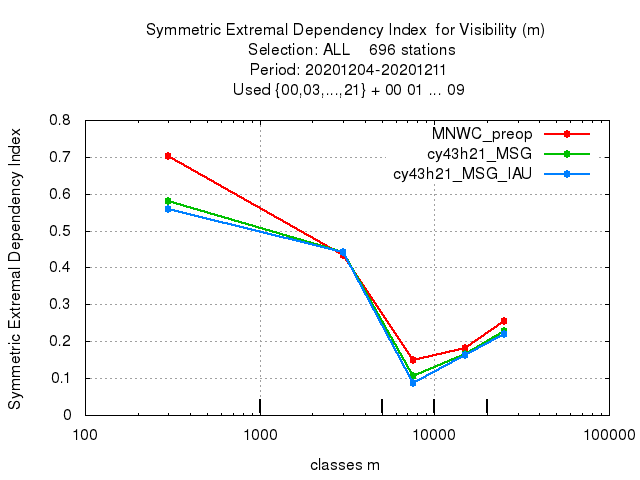 Symmetric Extremal Dependency Index for Visibility (m)
Selection: ALL 696 stations
Period: 20201204-20201211
Used {00,03,...,21} + 00 01 ... 09
MNWC_preop
cy43h21_MSG
cy43h21_MSG_IAU
Symmetric Extremal Dependency Index
0.8
0.7
0.6
0.5
0.4
0.3
0.2
0.1
0
100 1000 10000 100000
classes m